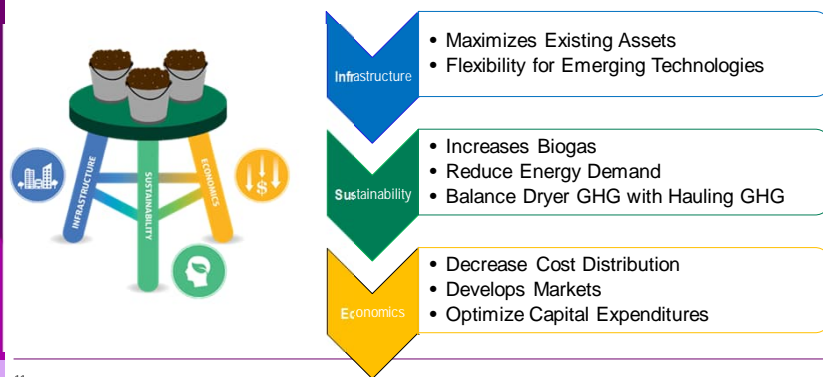 INFRASTRUCTURE
SUSTAINABILITY
ECONOMICS
$
Infrastructure
• Maximizes Existing Assets
• Flexibility for Emerging Technologies
Sustainability
• Increases Biogas
• Reduce Energy Demand
• Balance Dryer GHG with Hauling GHG
Economics
• Decrease Cost Distribution
• Develops Markets
• Optimize Capital Expenditures